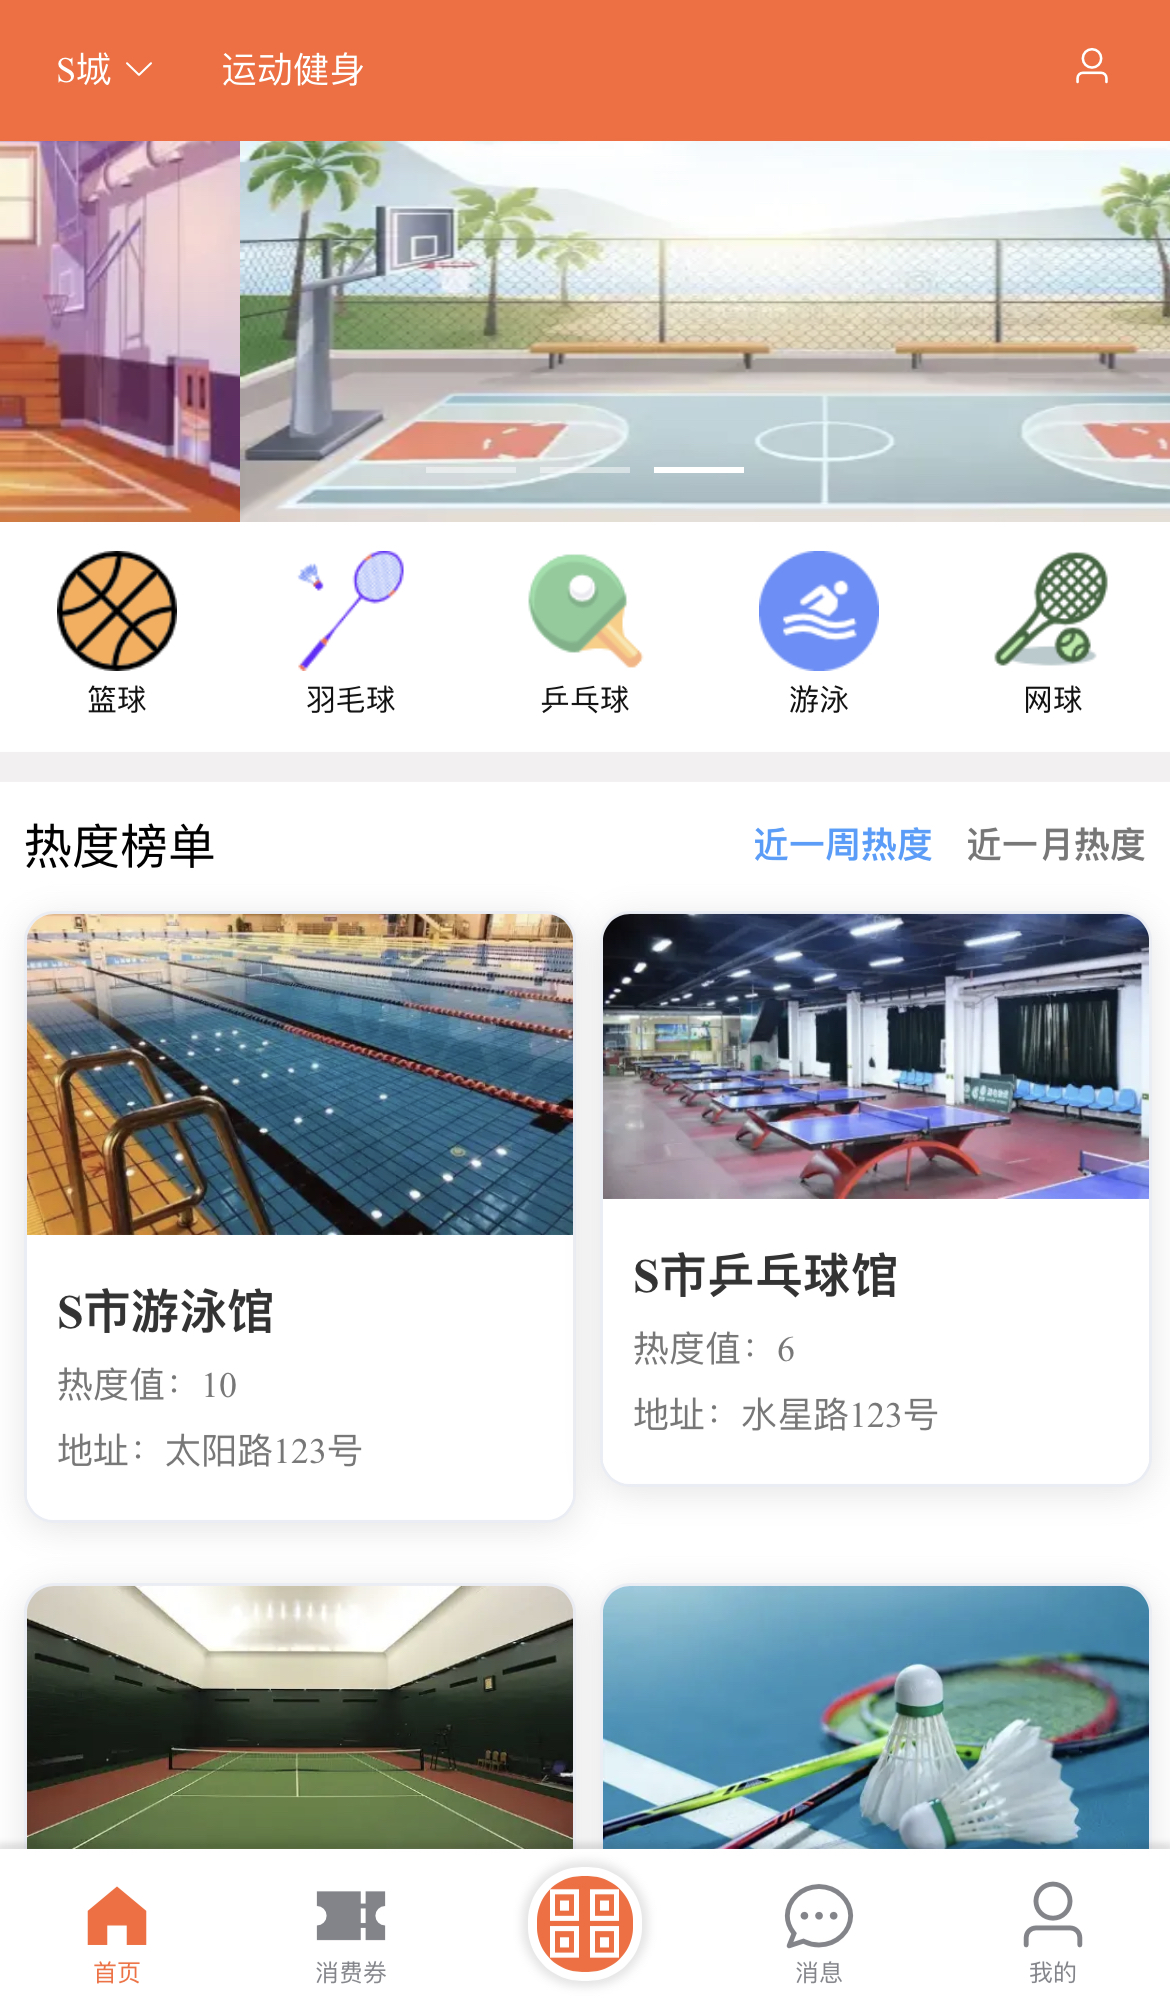 S城 运动健身
篮球 羽毛球 乒乓球 游泳 网球
热度榜单 近一周热度 近一月热度
S市游泳馆
热度值：10
地址：太阳路123号
S市乒乓球馆
热度值：6
地址：水星路123号
首页 消费券 消息 我的